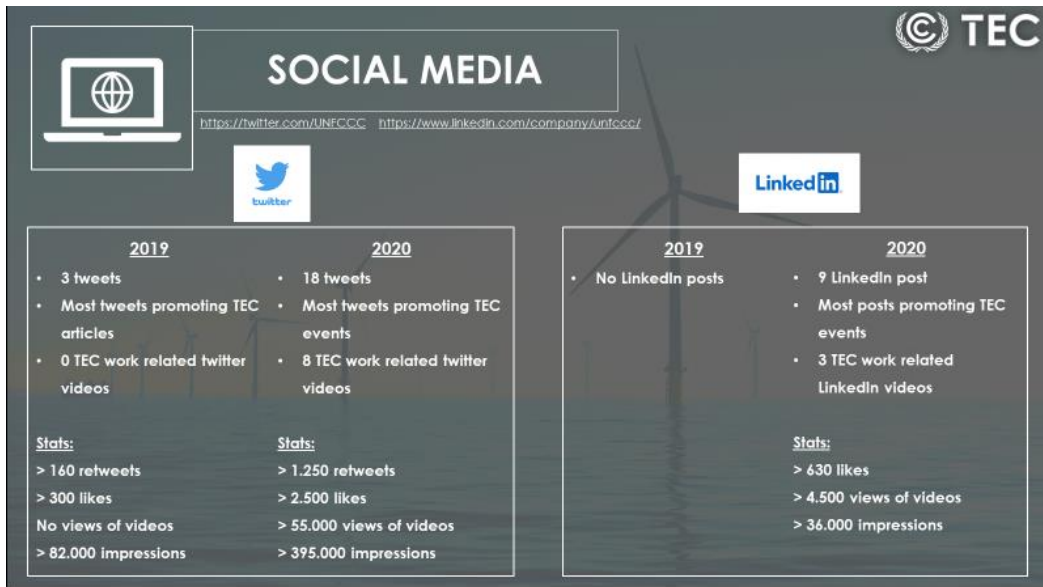 TEC
SOCIAL MEDIA
https://twitter.com/UNFCCC https://www.linkedin.com/company/unfccc/
twitter
2019
• 3 tweets
• Most tweets promoting TEC
articles
• 0 TEC work related twitter
videos
Stats:
> 160 retweets
> 300 likes
No views of videos
> 82.000 impressions
2020
• 18 tweets
• Most tweets promoting TEC
events
• 8 TEC work related twitter
videos
Stats:
> 1.250 retweets
> 2.500 likes
> 55.000 views of videos
> 395.000 impressions
Linked in
2019
• No LinkedIn posts
2020
• 9 LinkedIn post
• Most posts promoting TEC
events
• 3 TEC work related
LinkedIn videos
Stats:
> 630 likes
> 4.500 views of videos
> 36.000 impressions